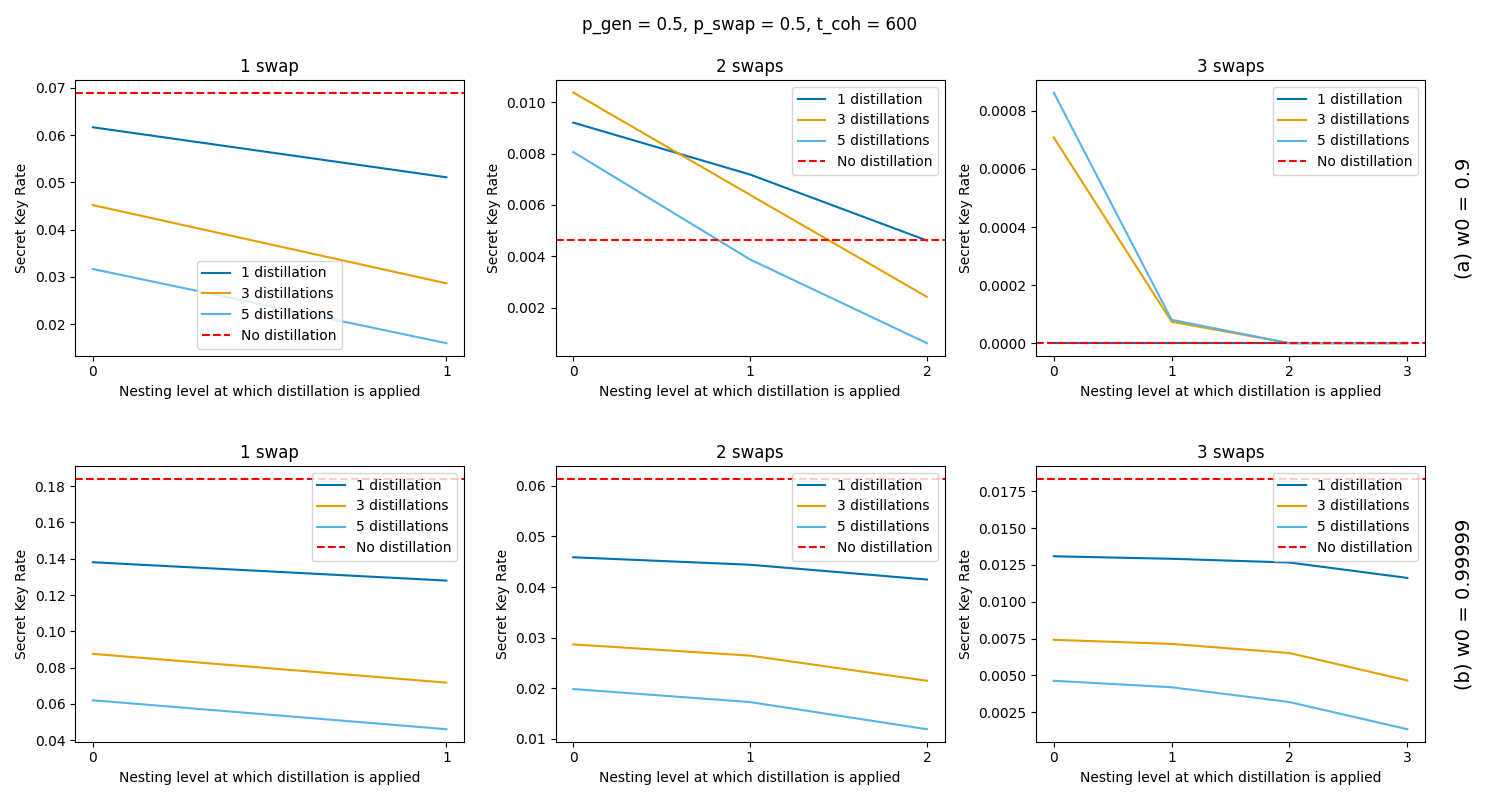 p_gen = 0.5, p_swap = 0.5, t_coh = 600
1 swap
Secret Key Rate
0.07
0.06
0.05
0.04
0.03
0.02
1 distillation
3 distillations
5 distillations
No distillation
0 1
Nesting level at which distillation is applied
2 swaps
Secret Key Rate
0.010
0.008
0.006
0.004
0.002
1 distillation
3 distillations
5 distillations
No distillation
0 1 2
Nesting level at which distillation is applied
3 swaps
Secret Key Rate
0.0008
0.0006
0.0004
0.0002
0.0000
1 distillation
3 distillations
5 distillations
No distillation
0 1 2 3
Nesting level at which distillation is applied
(a) w0 = 0.9
1 swap
Secret Key Rate
0.18
0.16
0.14
0.12
0.10
0.08
0.06
0.04
1 distillation
3 distillations
5 distillations
No distillation
0 1
Nesting level at which distillation is applied
2 swaps
Secret Key Rate
0.06
0.05
0.04
0.03
0.02
0.01
1 distillation
3 distillations
5 distillations
No distillation
0 1 2
Nesting level at which distillation is applied
3 swaps
Secret Key Rate
0.0175
0.0150
0.0125
0.0100
0.0075
0.0050
0.0025
1 distillation
3 distillations
5 distillations
No distillation
0 1 2 3
Nesting level at which distillation is applied
(b) w0 = 0.99999